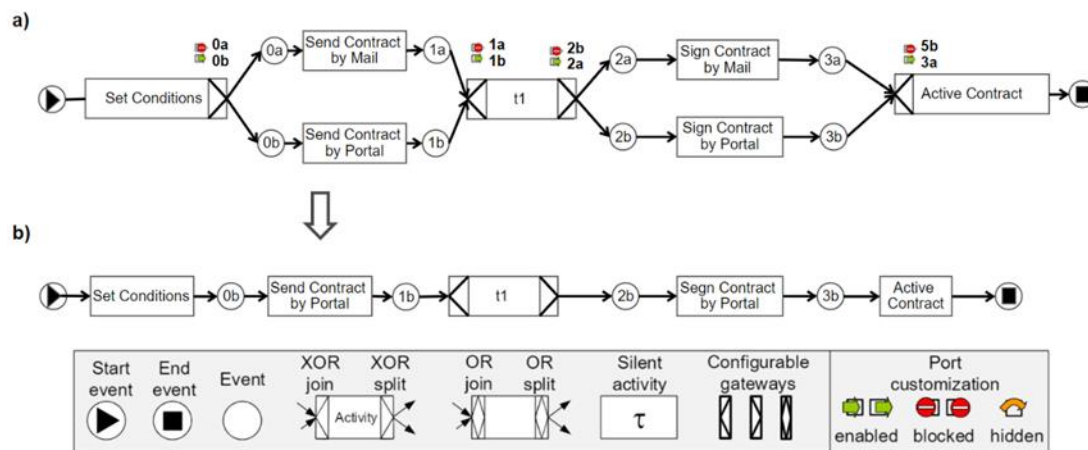 a)
0a
0b
0a
Send Contract
by Mail
1a
1a
1b
2b
2a
2a
Sign Contract
by Mail
3a
5b
3a
Set Conditions
t1
Active Contract
0b
Send Contract
by Portal
1b
2b
Sign Contract
by Portal
3b
b)
Set Conditions
0b
Send Contract
by Portal
1b
t1
2b
Segn Contract
by Portal
3b
Active
Contract
Start
event
End
event
Event
XOR
join
XOR
split
Activity
OR
join
OR
split
Silent
activity
τ
Configurable
gateways
Port
customization
enabled
blocked
hidden